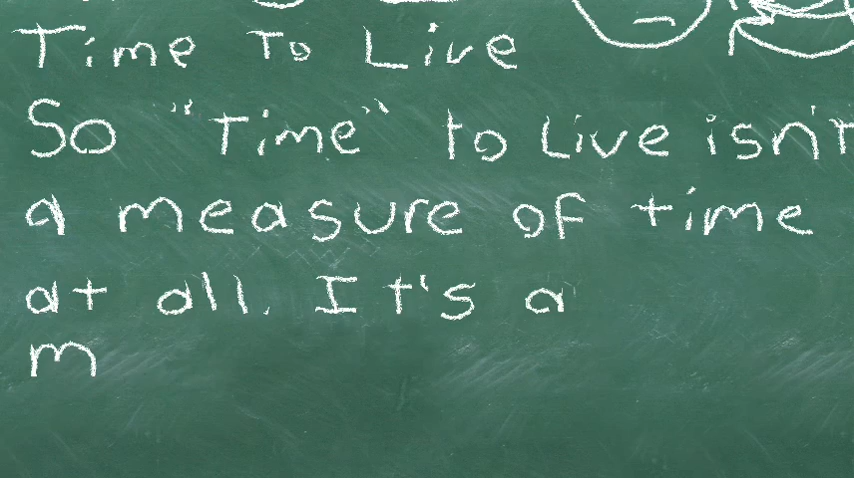 Time To Live
So "Time" to Live isn't
a measure of time
at all. It's a
m